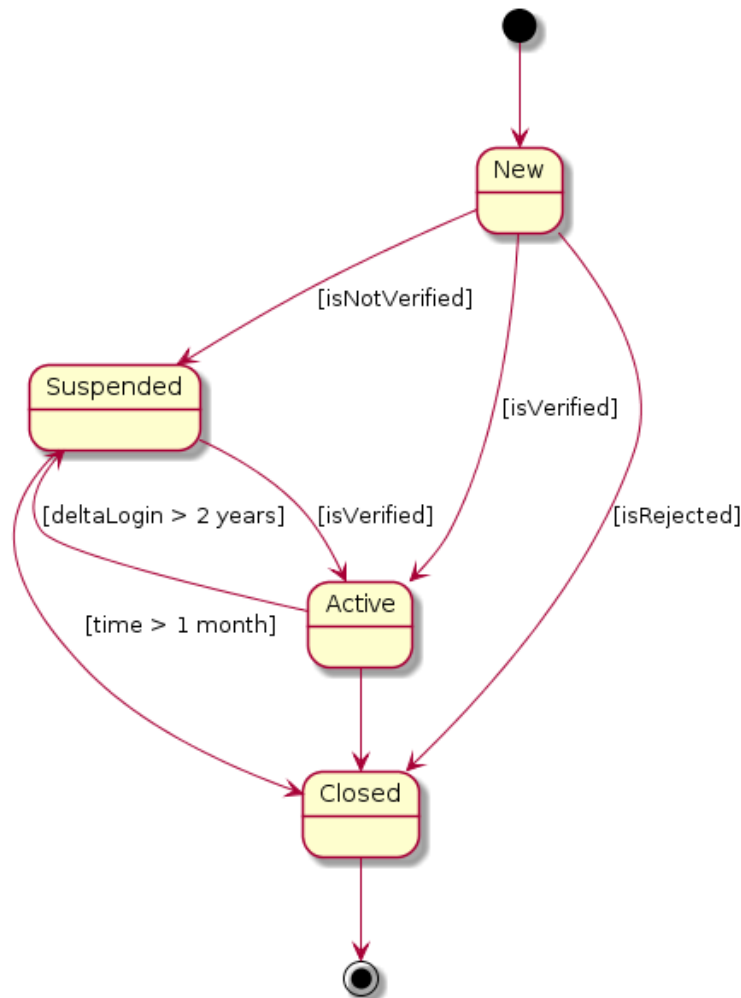 New
[isNotVerified]
Suspended
[isVerified]
[deltaLogin > 2 years]
[isVerified]
[isRejected]
Active
[time > 1 month]
Closed